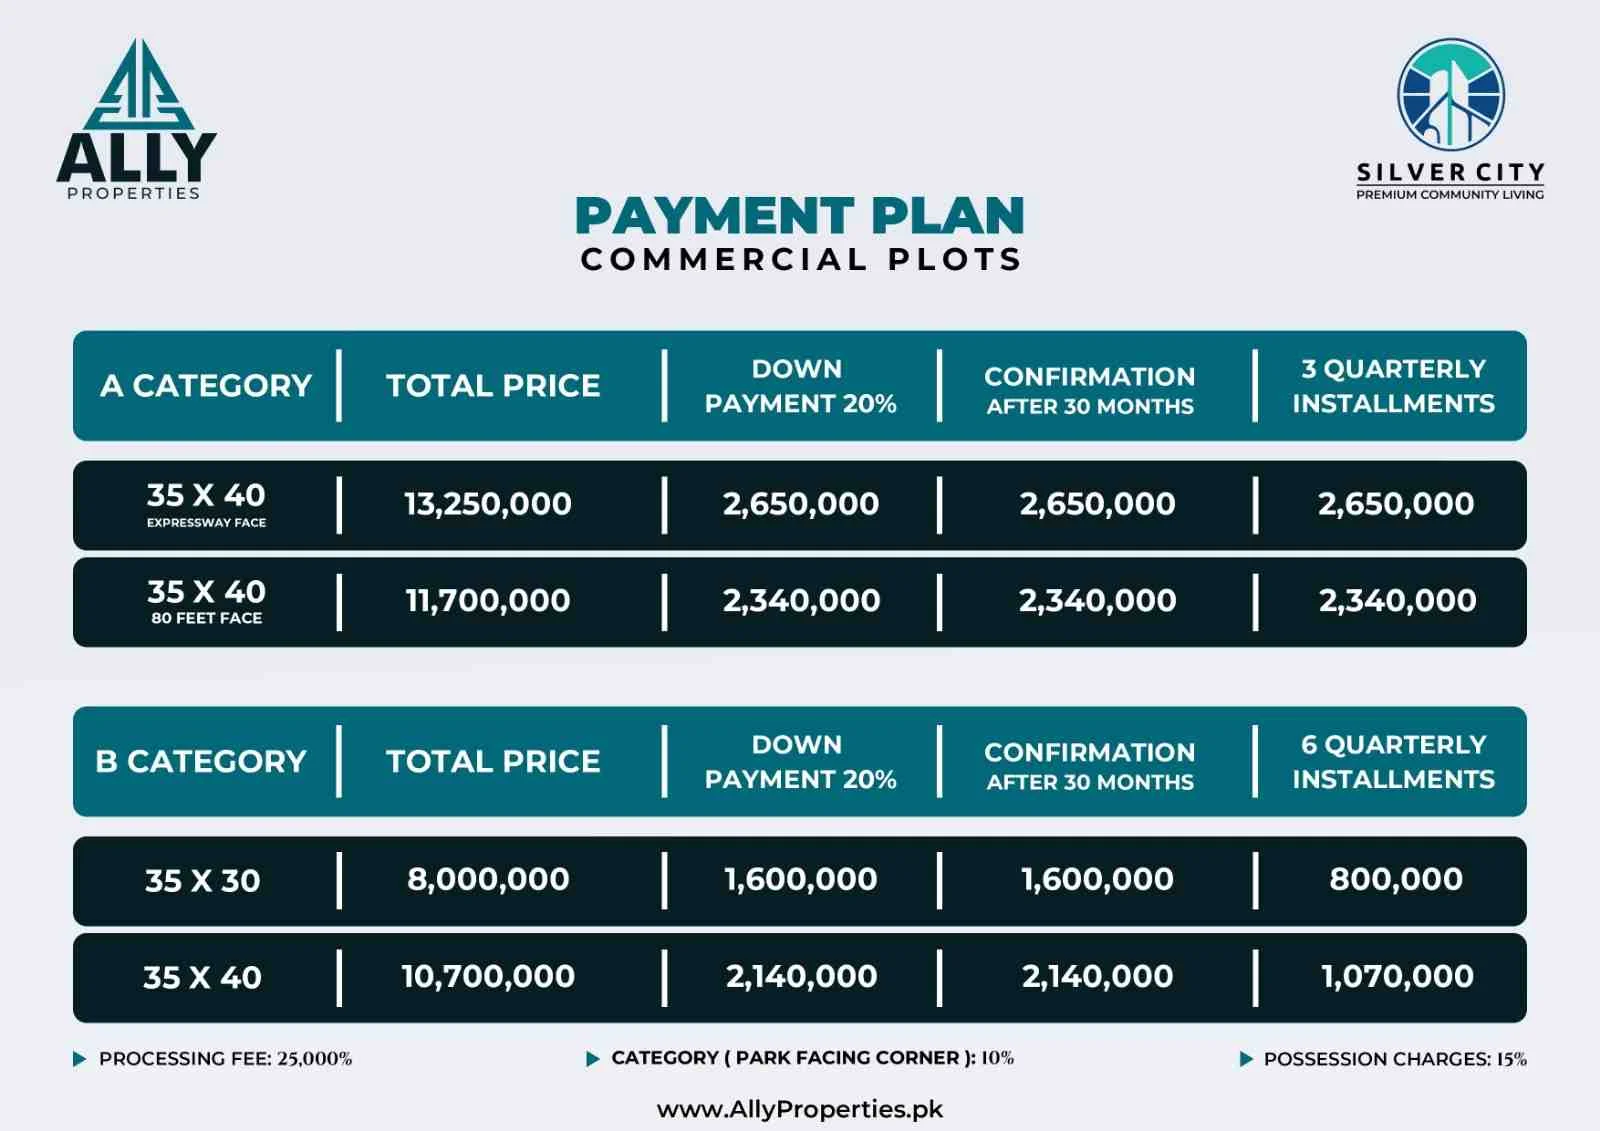 ALLY
PROPERTIES
SILVER CITY
PREMIUM COMMUNITY LIVING
PAYMENT PLAN
COMMERCIAL PLOTS
A CATEGORY
TOTAL PRICE
DOWN
PAYMENT 20%
CONFIRMATION
AFTER 30 MONTHS
3 QUARTERLY
INSTALLMENTS
35 X 40
EXPRESSWAY FACE
13,250,000
2,650,000
2,650,000
2,650,000
35 X 40
80 FEET FACE
11,700,000
2,340,000
2,340,000
2,340,000
B CATEGORY
TOTAL PRICE
DOWN
PAYMENT 20%
CONFIRMATION
AFTER 30 MONTHS
6 QUARTERLY
INSTALLMENTS
35 X 30
8,000,000
1,600,000
1,600,000
800,000
35 X 40
10,700,000
2,140,000
2,140,000
1,070,000
PROCESSING FEE: 25,000%
CATEGORY ( PARK FACING CORNER ): 10%
POSSESSION CHARGES: 15%
www.AllyProperties.pk